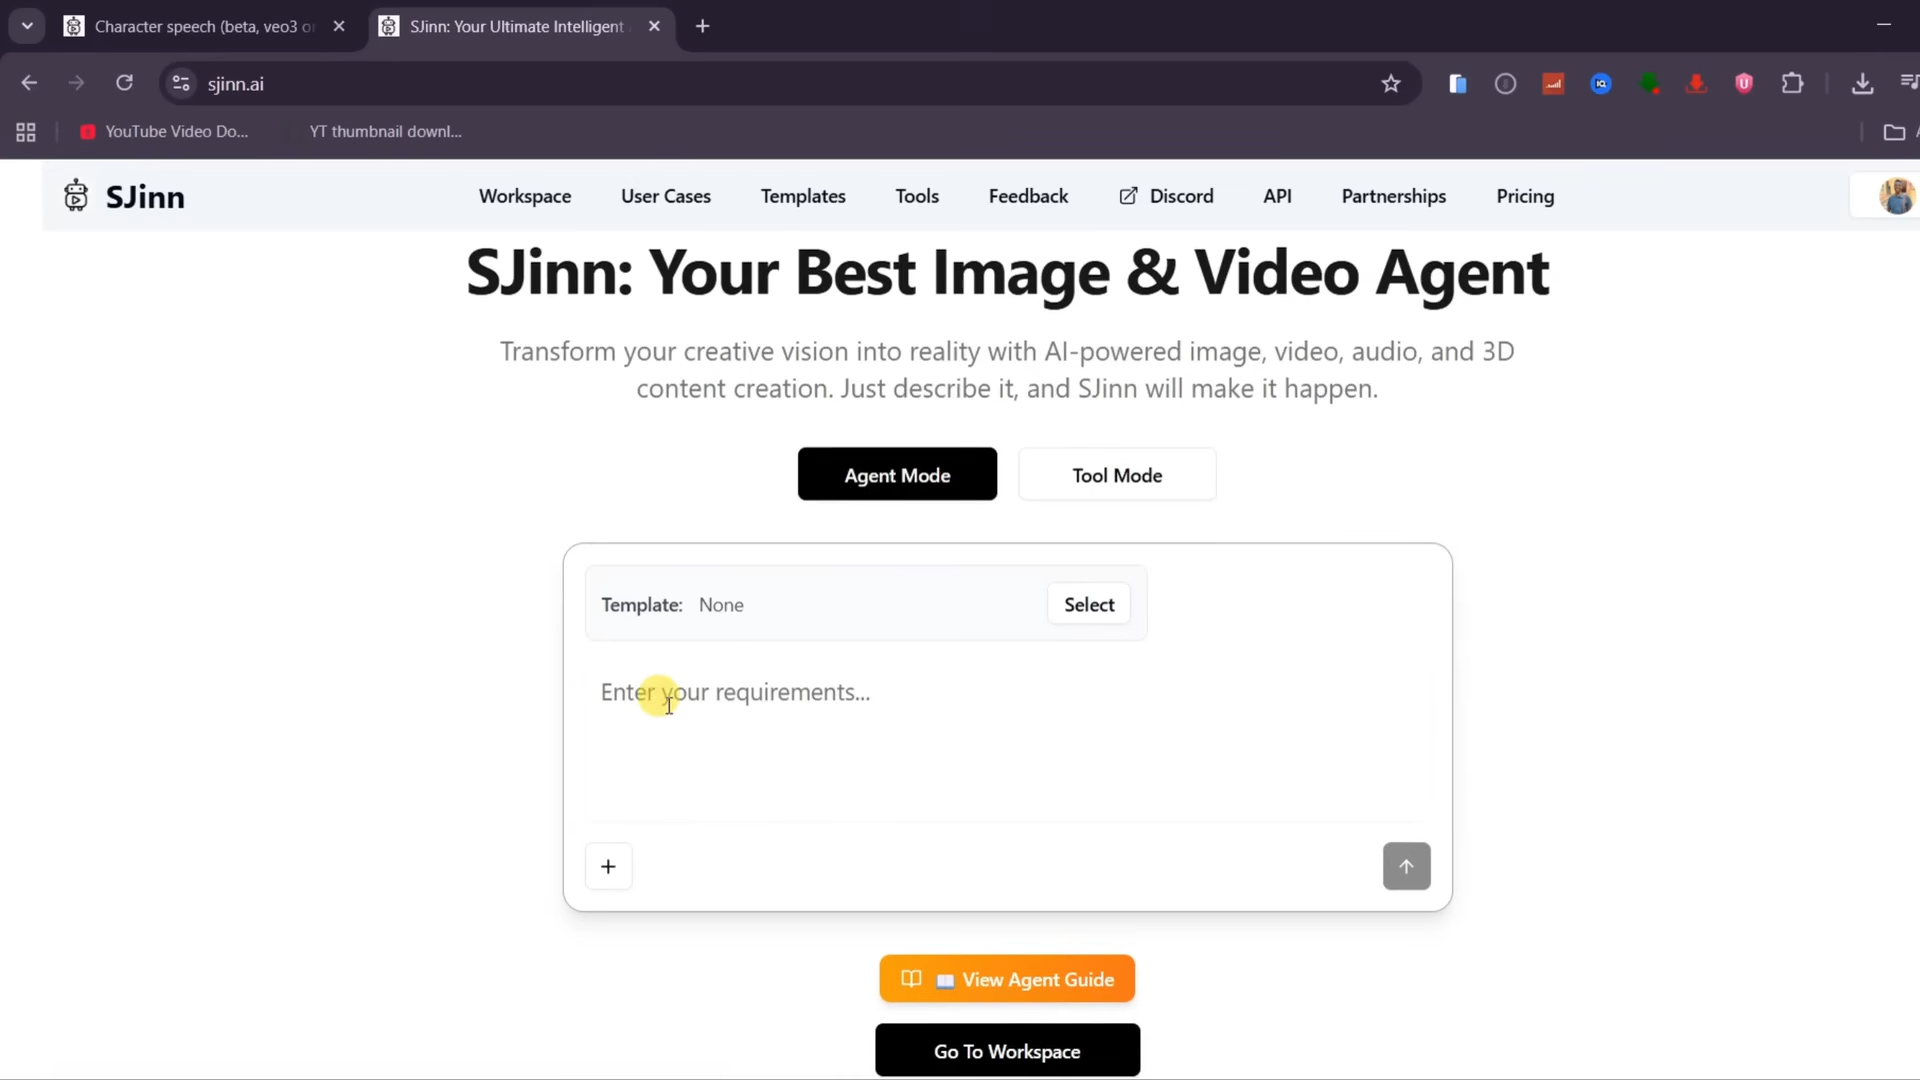 Character speech (beta, veo3 or
SJinn: Your Ultimate Intelligent
sjinn.ai
YouTube Video Do...
YT thumbnail downl...
SJinn
Workspace
User Cases
Templates
Tools
Feedback
Discord
API
Partnerships
Pricing
SJinn: Your Best Image & Video Agent
Transform your creative vision into reality with AI-powered image, video, audio, and 3D
content creation. Just describe it, and SJinn will make it happen.
Agent Mode
Tool Mode
Template: None
Select
Enter your requirements...
View Agent Guide
Go To Workspace